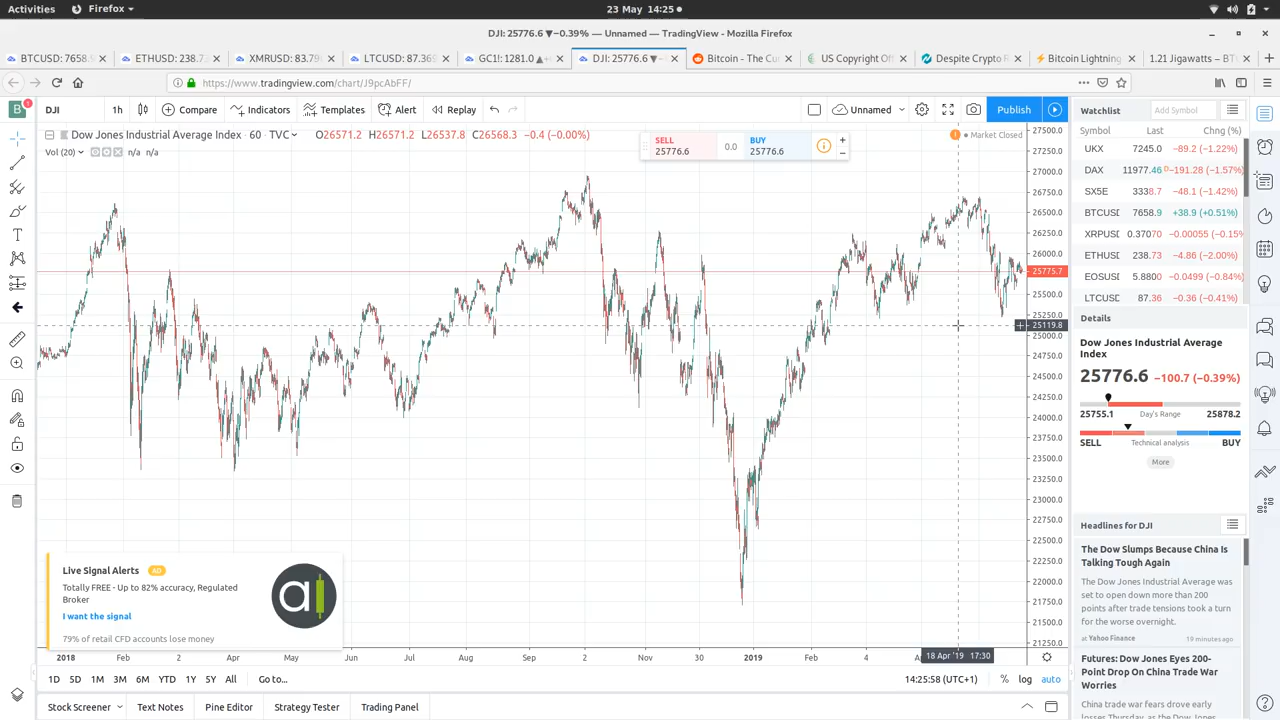 Activities
Firefox
23 May 14:25
DJI: 25776.6 ▼−0.39% — Unnamed — TradingView - Mozilla Firefox
BTCUSD: 7658.9
ETHUSD: 238.7
XMRUSD: 83.79
LTCUSD: 87.36
GC1!: 1281.0 ▲
DJI: 25776.6 ▼−
Bitcoin - The Cu
US Copyright Off
Despite Crypto R
Bitcoin Lightning
1.21 Jigawatts — BT
https://www.tradingview.com/chart/J9pcAbFF/
B
DJI
1h
Compare
Indicators
Templates
Alert
Replay
Unnamed
Publish
Dow Jones Industrial Average Index · 60 · TVC
O26571.2 H26571.2 L26537.8 C26568.3 −0.4 (−0.00%)
Vol (20)
n/a n/a
SELL
25776.6
0.0
BUY
25776.6
Market Closed
27500.0
27250.0
27000.0
26750.0
26500.0
26250.0
26000.0
25775.7
25500.0
25250.0
25119.8
25000.0
24750.0
24500.0
24250.0
24000.0
23750.0
23500.0
23250.0
23000.0
22750.0
22500.0
22250.0
22000.0
21750.0
21250.0
2018
Feb
2
Apr
May
Jun
Jul
Aug
Sep
2
Nov
30
2019
Feb
4
18 Apr '19 17:30
Live Signal Alerts AD
Totally FREE - Up to 82% accuracy, Regulated
Broker
I want the signal
79% of retail CFD accounts lose money
1D 5D 1M 3M 6M YTD 1Y 5Y All
Go to...
14:25:58 (UTC+1)
% log auto
Stock Screener
Text Notes
Pine Editor
Strategy Tester
Trading Panel
Watchlist
Add Symbol
Symbol Last Chng (%)
UKX 7245.0 −89.2 (−1.22%)
DAX 11977.46 D −191.28 (−1.57%)
SX5E 3338.7 −48.1 (−1.42%)
BTCUSD 7658.9 +38.9 (+0.51%)
XRPUSD 0.37070 −0.00055 (−0.15%
ETHUSD 238.73 −4.86 (−2.00%)
EOSUSD 5.8800 −0.0499 (−0.84%)
LTCUSD 87.36 −0.36 (−0.41%)
Details
Dow Jones Industrial Average
Index
25776.6 −100.7 (−0.39%)
25755.1 Day's Range 25878.2
SELL Technical analysis BUY
More
Headlines for DJI
The Dow Slumps Because China Is
Talking Tough Again
The Dow Jones Industrial Average was
set to open down more than 200
points after trade tensions took a turn
for the worse overnight.
at Yahoo Finance
19 minutes ago
Futures: Dow Jones Eyes 200-
Point Drop On China Trade War
Worries
China trade war fears drove early
losses Thursday, as the Dow Jones